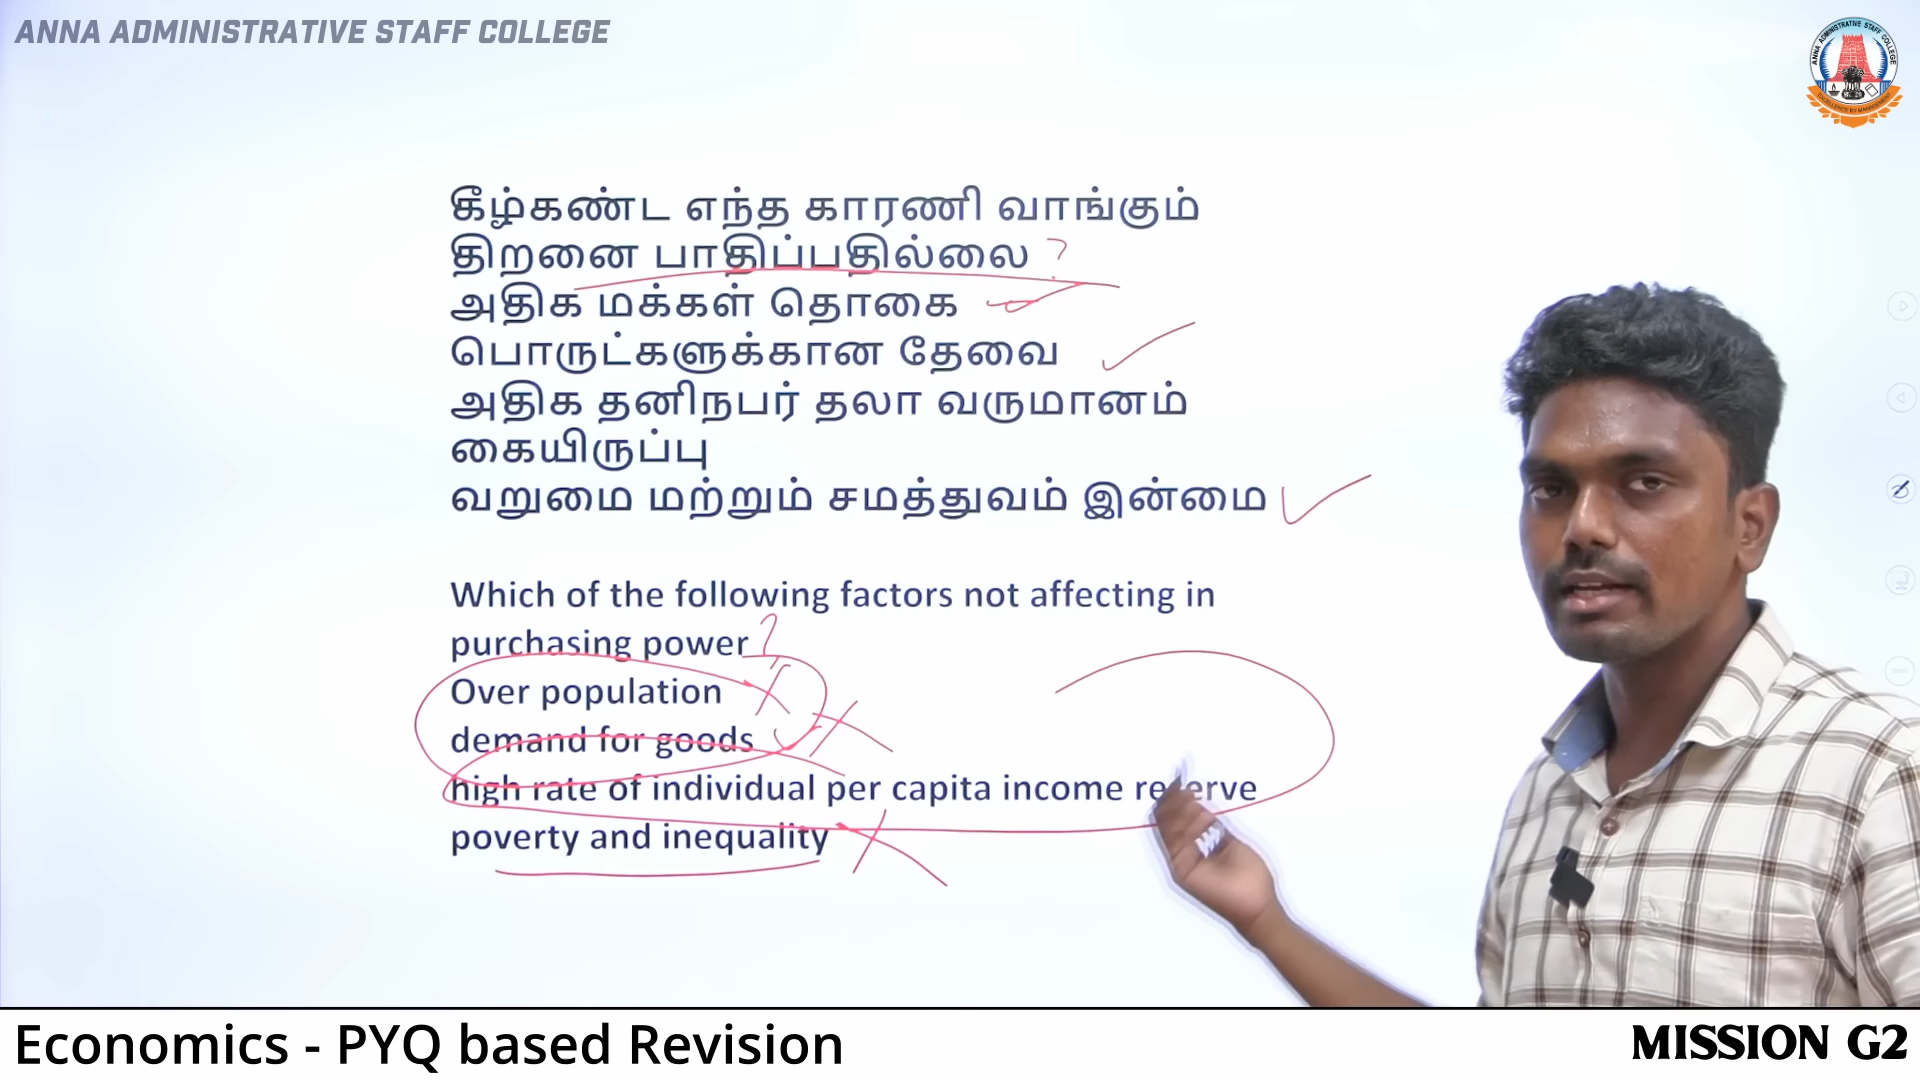 ANNA ADMINISTRATIVE STAFF COLLEGE
கீழ்கண்ட எந்த காரணி வாங்கும்
திறனை பாதிப்பதில்லை ?
அதிக மக்கள் தொகை
பொருட்களுக்கான தேவை
அதிக தனிநபர் தலா வருமானம்
கையிருப்பு
வறுமை மற்றும் சமத்துவம் இன்மை
Which of the following factors not affecting in
purchasing power ?
Over population
demand for goods
high rate of individual per capita income reserve
poverty and inequality
Economics - PYQ based Revision
MISSION G2